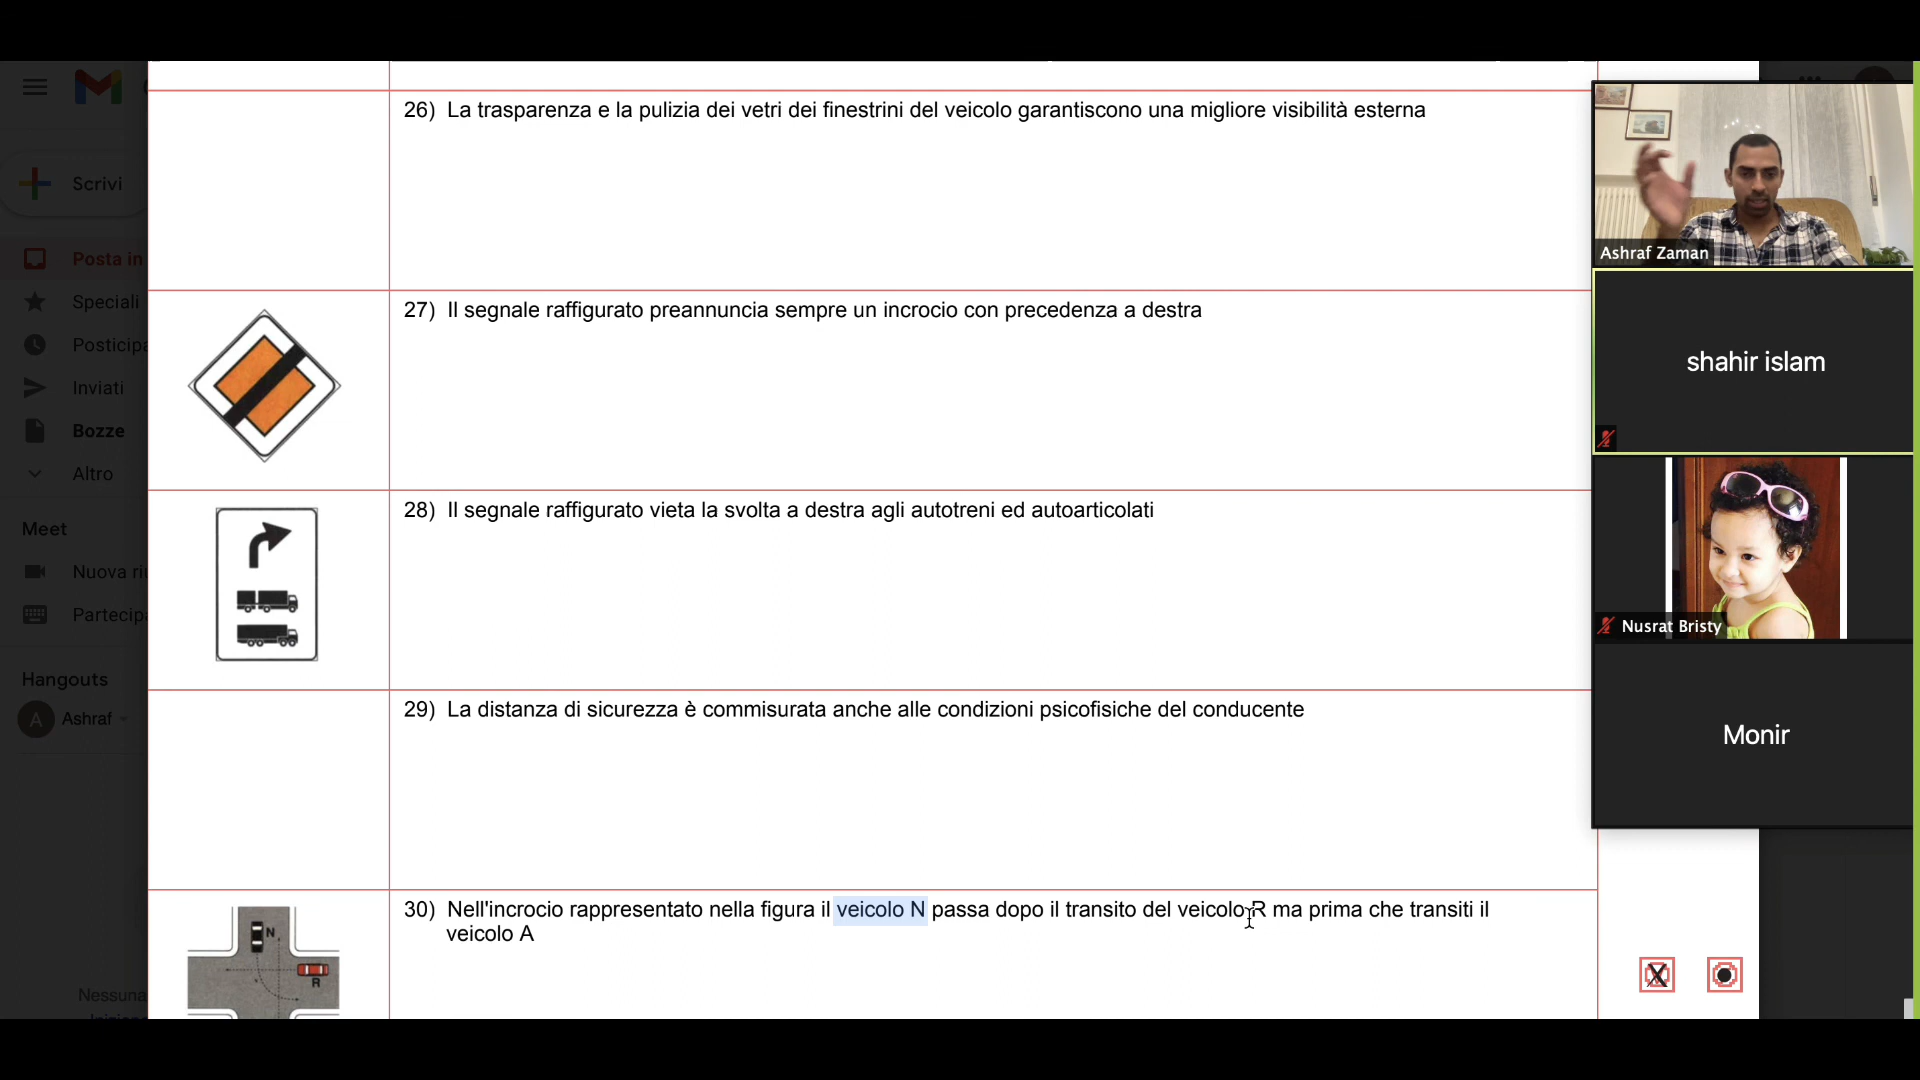 26) La trasparenza e la pulizia dei vetri dei finestrini del veicolo garantiscono una migliore visibilità esterna
Scrivi
Ashraf Zaman
Posta in
Speciali
27) Il segnale raffigurato preannuncia sempre un incrocio con precedenza a destra
Inviati
shahir islam
Bozze
Altro
28) Il segnale raffigurato vieta la svolta a destra agli autotreni ed autoarticolati
Meet
Nuova ri
Partecip
Nusrat Bristy
Hangouts
A Ashraf
29) La distanza di sicurezza è commisurata anche alle condizioni psicofisiche del conducente
Monir
30) Nell'incrocio rappresentato nella figura il veicolo N passa dopo il transito del veicolo R ma prima che transiti il
veicolo A
N
R
X
Nessuna